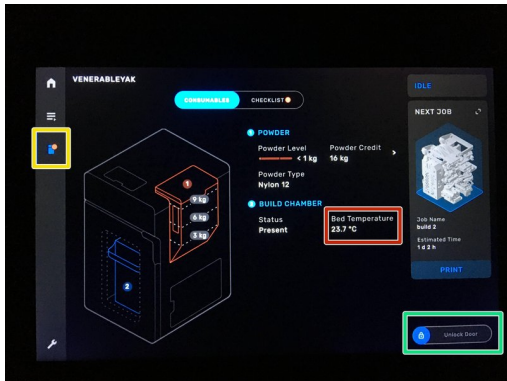 VENERABLEYAK
CONSUMABLES
CHECKLIST
IDLE
NEXT JOB
1 POWDER
Powder Level
< 1 kg
Powder Credit
16 kg
Powder Type
Nylon 12
2 BUILD CHAMBER
Status
Present
Bed Temperature
23.7 °C
1
9 kg
6 kg
3 kg
2
Job Name
build 2
Estimated Time
1 d 2 h
PRINT
Unlock Door